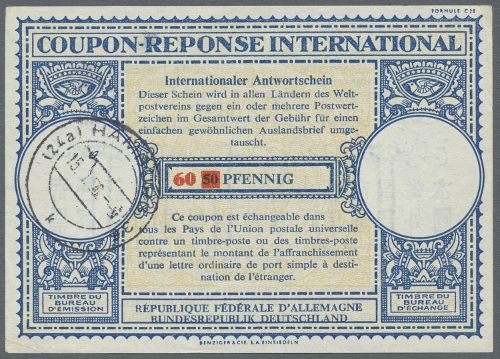 FORMULE C 22
COUPON-RÉPONSE INTERNATIONAL
Internationaler Antwortschein
Dieser Schein wird in allen Ländern des Welt-
postvereins gegen ein oder mehrere Postwert-
zeichen im Gesamtwert der Gebühr für einen
einfachen gewöhnlichen Auslandsbrief umge-
tauscht.
(24a) HAM
60 50 PFENNIG
Ce coupon est échangeable dans
tous les Pays de l'Union postale universelle
contre un timbre-poste ou des timbres-poste
représentant le montant de l'affranchissement
d'une lettre ordinaire de port simple à desti-
nation de l'étranger.
TIMBRE DU
BUREAU
D'ÉMISSION
TIMBRE DU
BUREAU
D'ÉCHANGE
RÉPUBLIQUE FÉDÉRALE D'ALLEMAGNE
BUNDESREPUBLIK DEUTSCHLAND
BENZIGER & CIE. S.A. EINSIEDELN